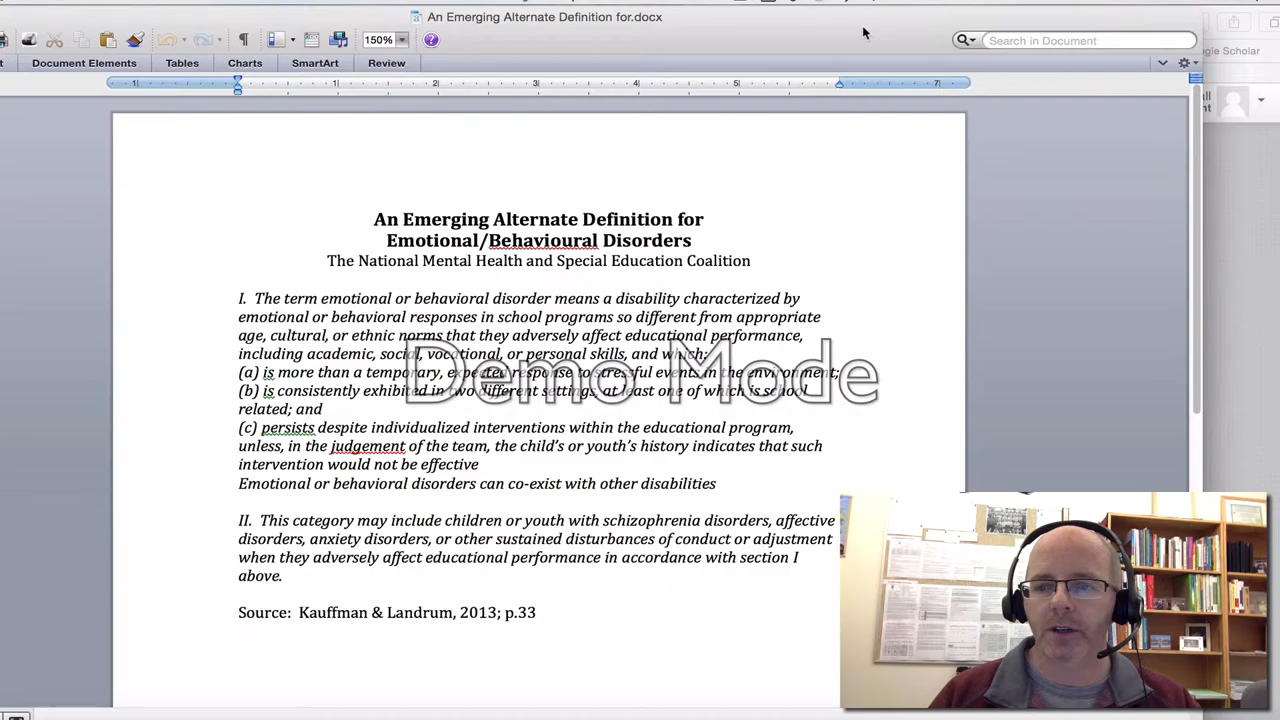 An Emerging Alternate Definition for.docx
150%
Search in Document
gle Scholar
t Document Elements Tables Charts SmartArt Review
1 1 2 3 4 5 7
An Emerging Alternate Definition for
Emotional/Behavioural Disorders
The National Mental Health and Special Education Coalition
I. The term emotional or behavioral disorder means a disability characterized by
emotional or behavioral responses in school programs so different from appropriate
age, cultural, or ethnic norms that they adversely affect educational performance,
including academic, social, vocational, or personal skills, and which:
(a) is more than a temporary, expected response to stressful events in the environment;
(b) is consistently exhibited in two different settings, at least one of which is school
related; and
(c) persists despite individualized interventions within the educational program,
unless, in the judgement of the team, the child's or youth's history indicates that such
intervention would not be effective
Emotional or behavioral disorders can co-exist with other disabilities
II. This category may include children or youth with schizophrenia disorders, affective
disorders, anxiety disorders, or other sustained disturbances of conduct or adjustment
when they adversely affect educational performance in accordance with section I
above.
Source: Kauffman & Landrum, 2013; p.33
Demo Mode